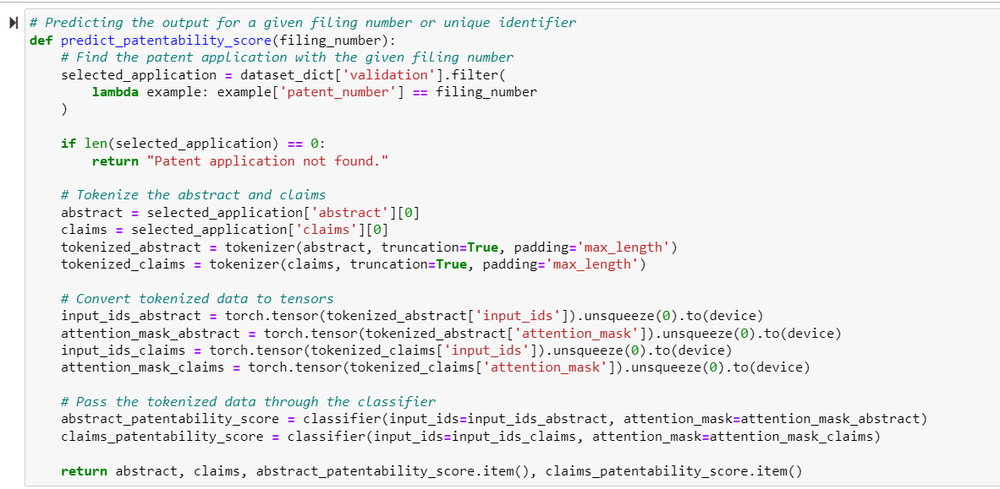 # Predicting the output for a given filing number or unique identifier
def predict_patentability_score(filing_number):
    # Find the patent application with the given filing number
    selected_application = dataset_dict['validation'].filter(
        lambda example: example['patent_number'] == filing_number
    )

    if len(selected_application) == 0:
        return "Patent application not found."

    # Tokenize the abstract and claims
    abstract = selected_application['abstract'][0]
    claims = selected_application['claims'][0]
    tokenized_abstract = tokenizer(abstract, truncation=True, padding='max_length')
    tokenized_claims = tokenizer(claims, truncation=True, padding='max_length')

    # Convert tokenized data to tensors
    input_ids_abstract = torch.tensor(tokenized_abstract['input_ids']).unsqueeze(0).to(device)
    attention_mask_abstract = torch.tensor(tokenized_abstract['attention_mask']).unsqueeze(0).to(device)
    input_ids_claims = torch.tensor(tokenized_claims['input_ids']).unsqueeze(0).to(device)
    attention_mask_claims = torch.tensor(tokenized_claims['attention_mask']).unsqueeze(0).to(device)

    # Pass the tokenized data through the classifier
    abstract_patentability_score = classifier(input_ids=input_ids_abstract, attention_mask=attention_mask_abstract)
    claims_patentability_score = classifier(input_ids=input_ids_claims, attention_mask=attention_mask_claims)

    return abstract, claims, abstract_patentability_score.item(), claims_patentability_score.item()